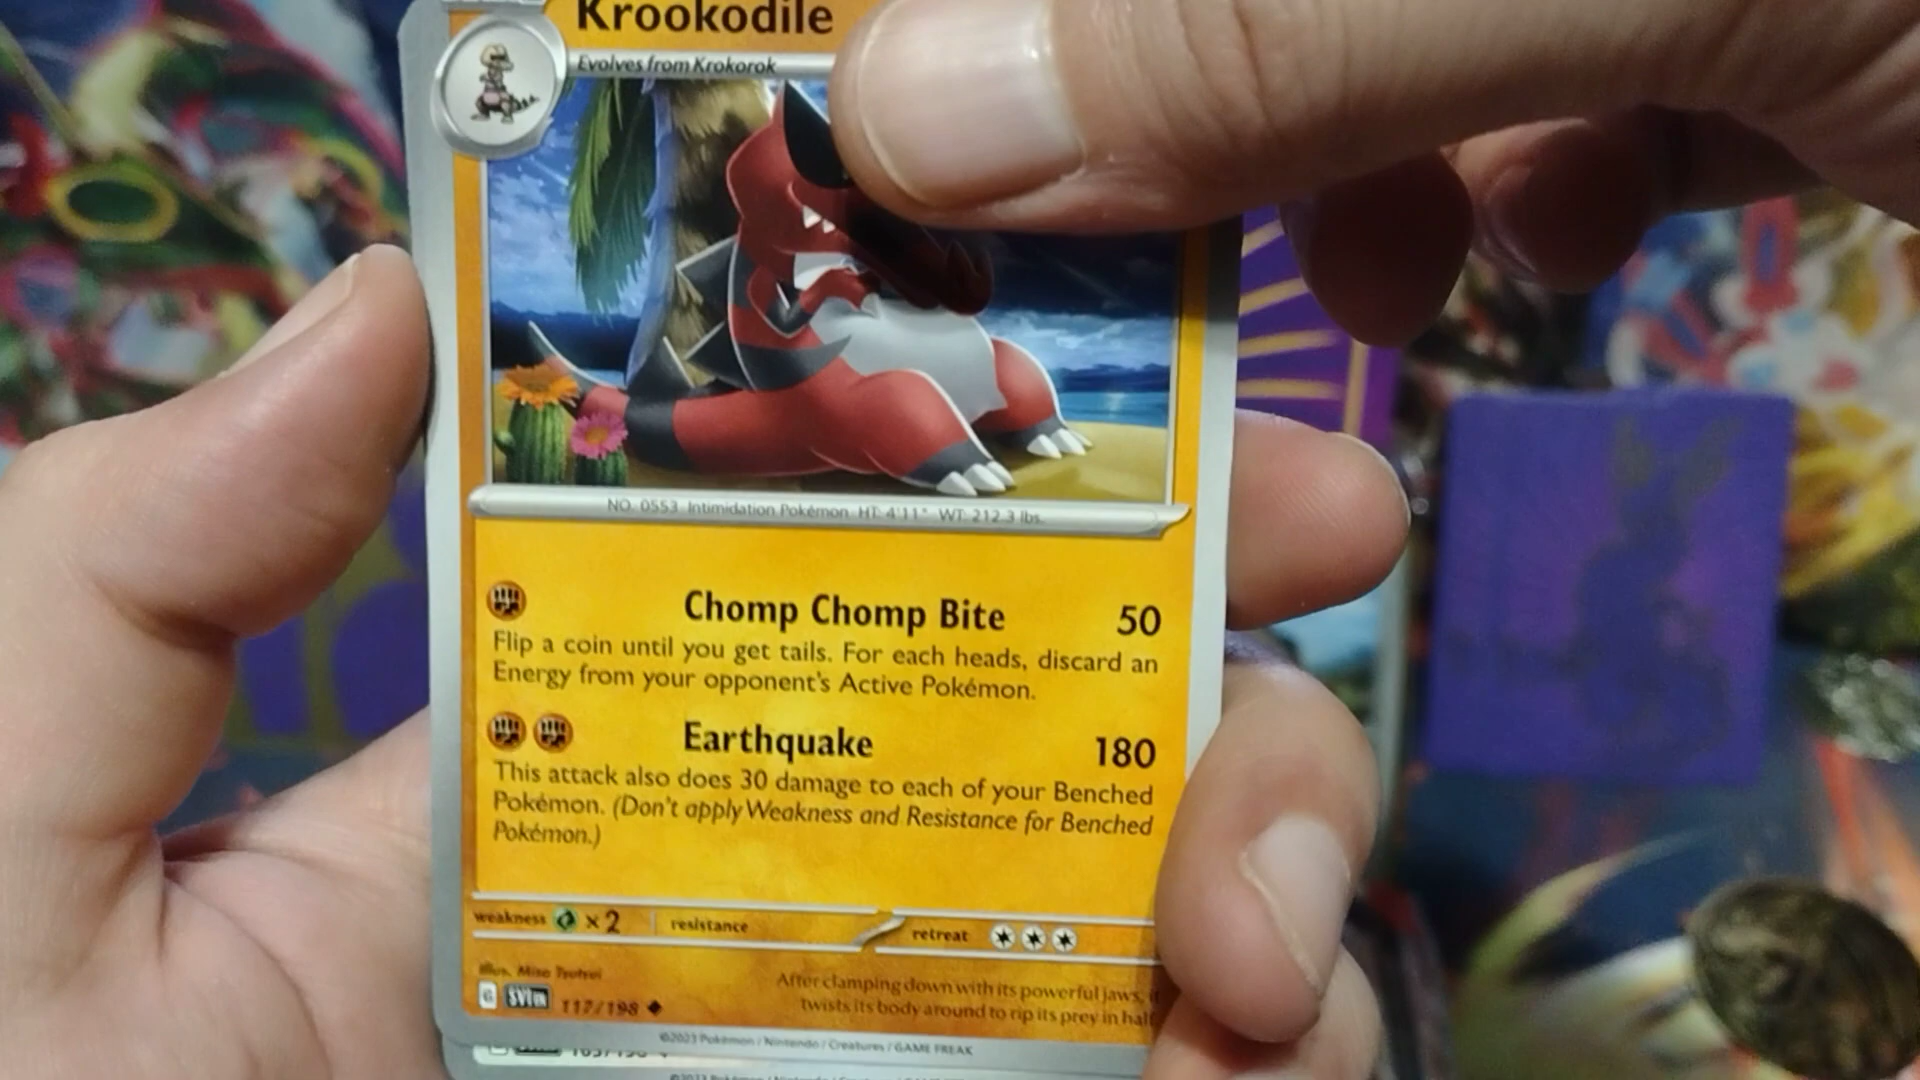 Krookodile
Evolves from Krokorok
NO. 0553 Intimidation Pokémon HT: 4'11" WT: 212.3 lbs.
Chomp Chomp Bite 50
Flip a coin until you get tails. For each heads, discard an
Energy from your opponent's Active Pokémon.
Earthquake 180
This attack also does 30 damage to each of your Benched
Pokémon. (Don't apply Weakness and Resistance for Benched
Pokémon.)
weakness ×2 resistance retreat
Illus. Miso Tsutsui
G SVI EN 117/198
After clamping down with its powerful jaws, it
twists its body around to rip its prey in half.
©2023 Pokémon / Nintendo / Creatures / GAME FREAK